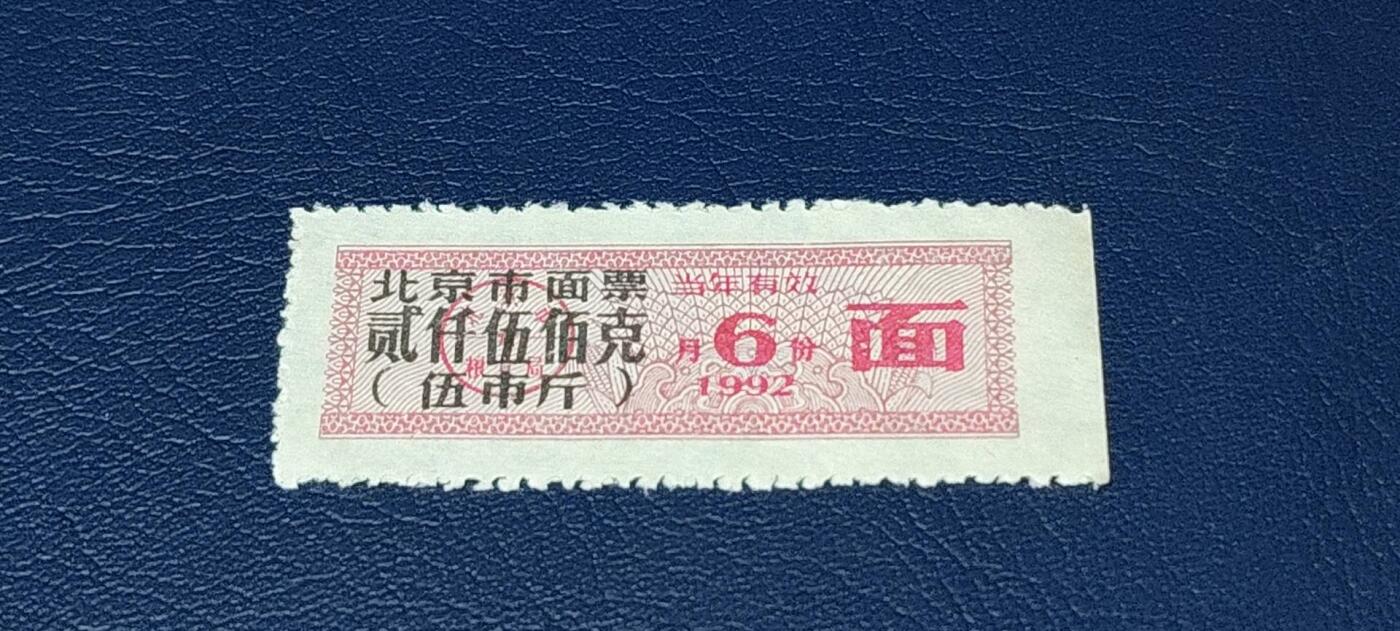 北京市面票
贰仟伍佰克
（伍市斤）
当年有效
6月份
1992
面